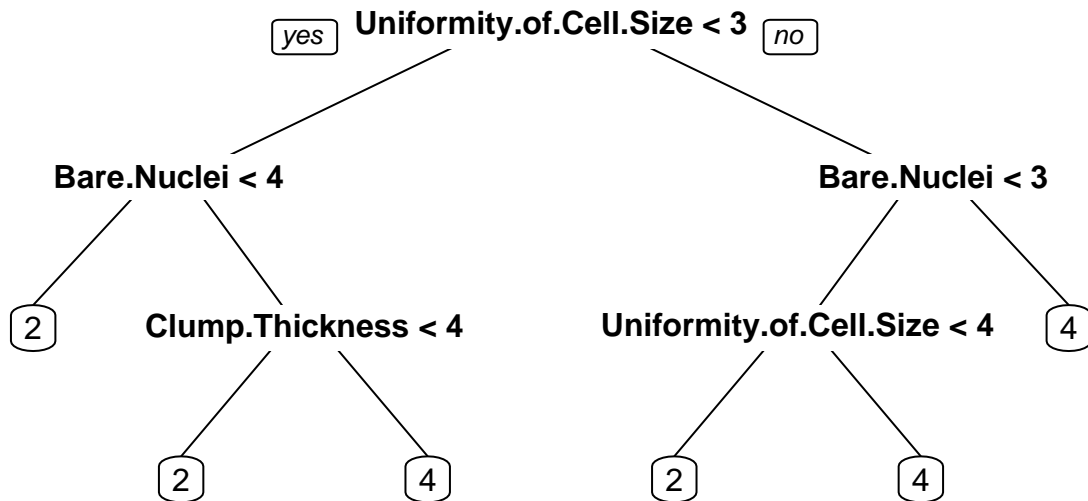 yes Uniformity.of.Cell.Size < 3 no
Bare.Nuclei < 4 Bare.Nuclei < 3
2 Clump.Thickness < 4 Uniformity.of.Cell.Size < 4 4
2 4 2 4